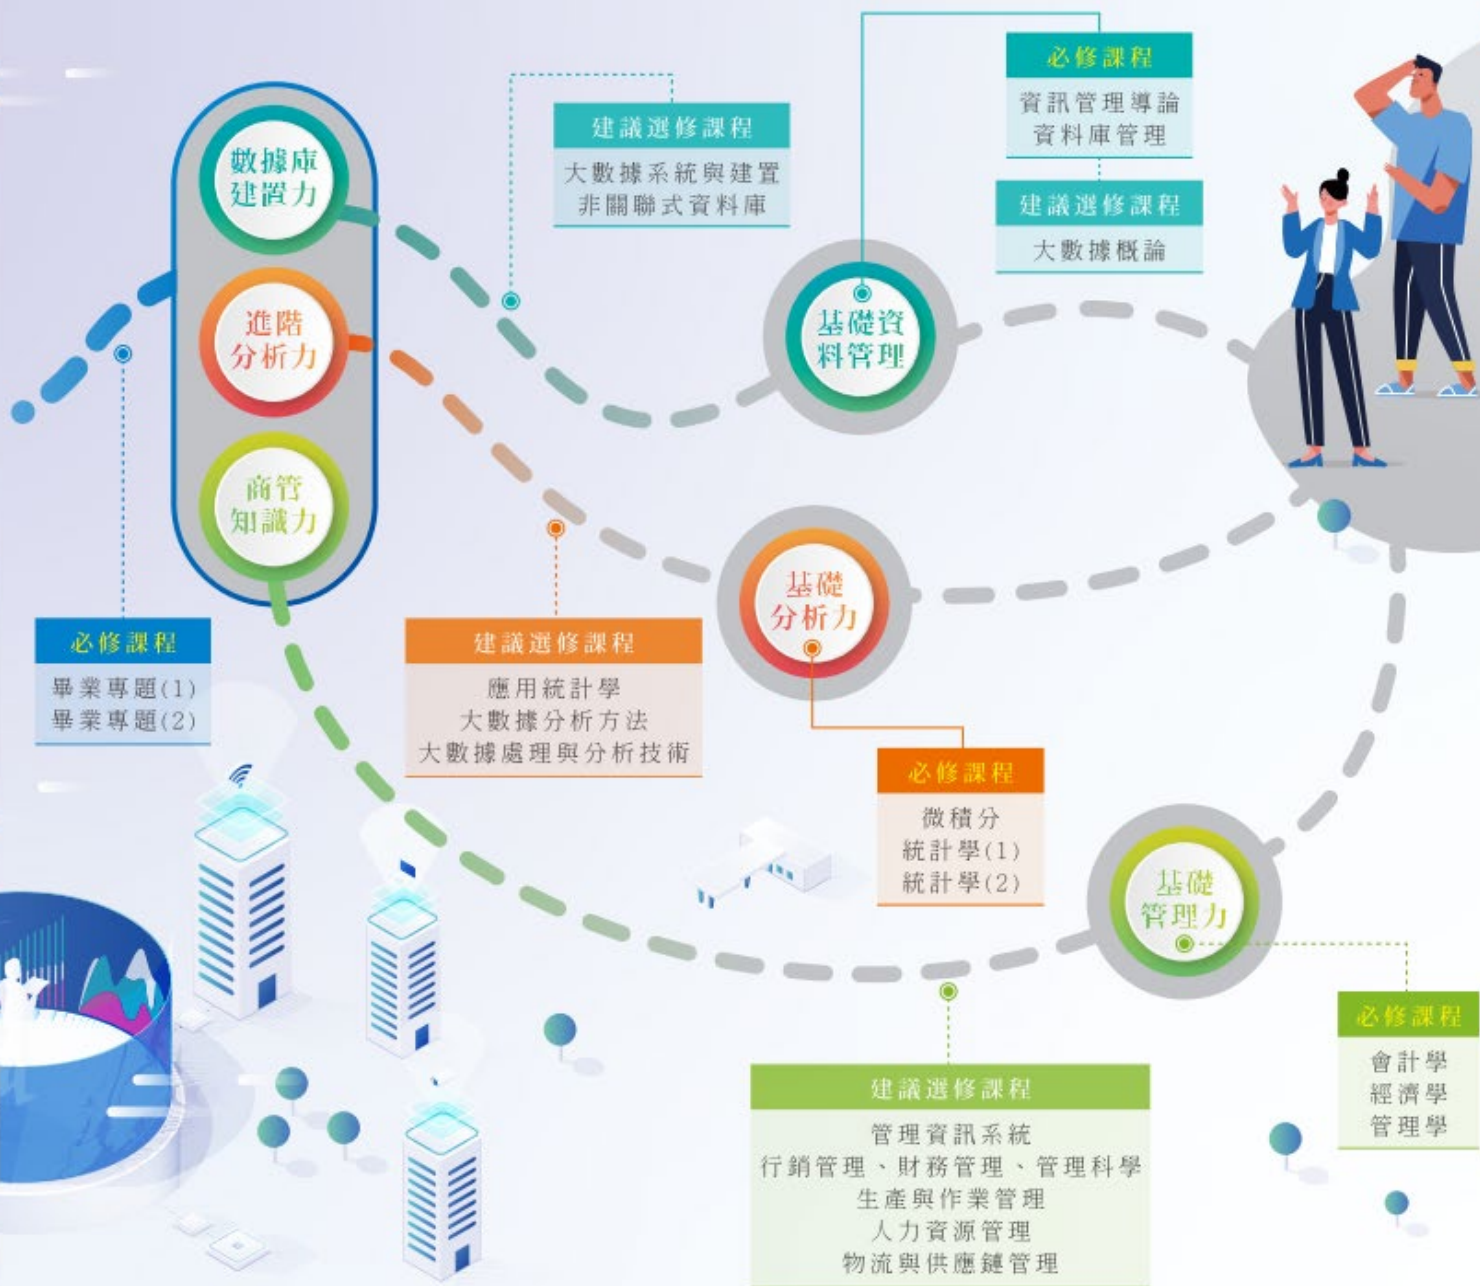 必修課程
資訊管理導論
資料庫管理
建議選修課程
大數據概論
建議選修課程
大數據系統與建置
非關聯式資料庫
數據庫
建置力
進階
分析力
商管
知識力
基礎資
料管理
基礎
分析力
必修課程
畢業專題(1)
畢業專題(2)
建議選修課程
應用統計學
大數據分析方法
大數據處理與分析技術
必修課程
微積分
統計學(1)
統計學(2)
基礎
管理力
必修課程
會計學
經濟學
管理學
建議選修課程
管理資訊系統
行銷管理、財務管理、管理科學
生產與作業管理
人力資源管理
物流與供應鏈管理